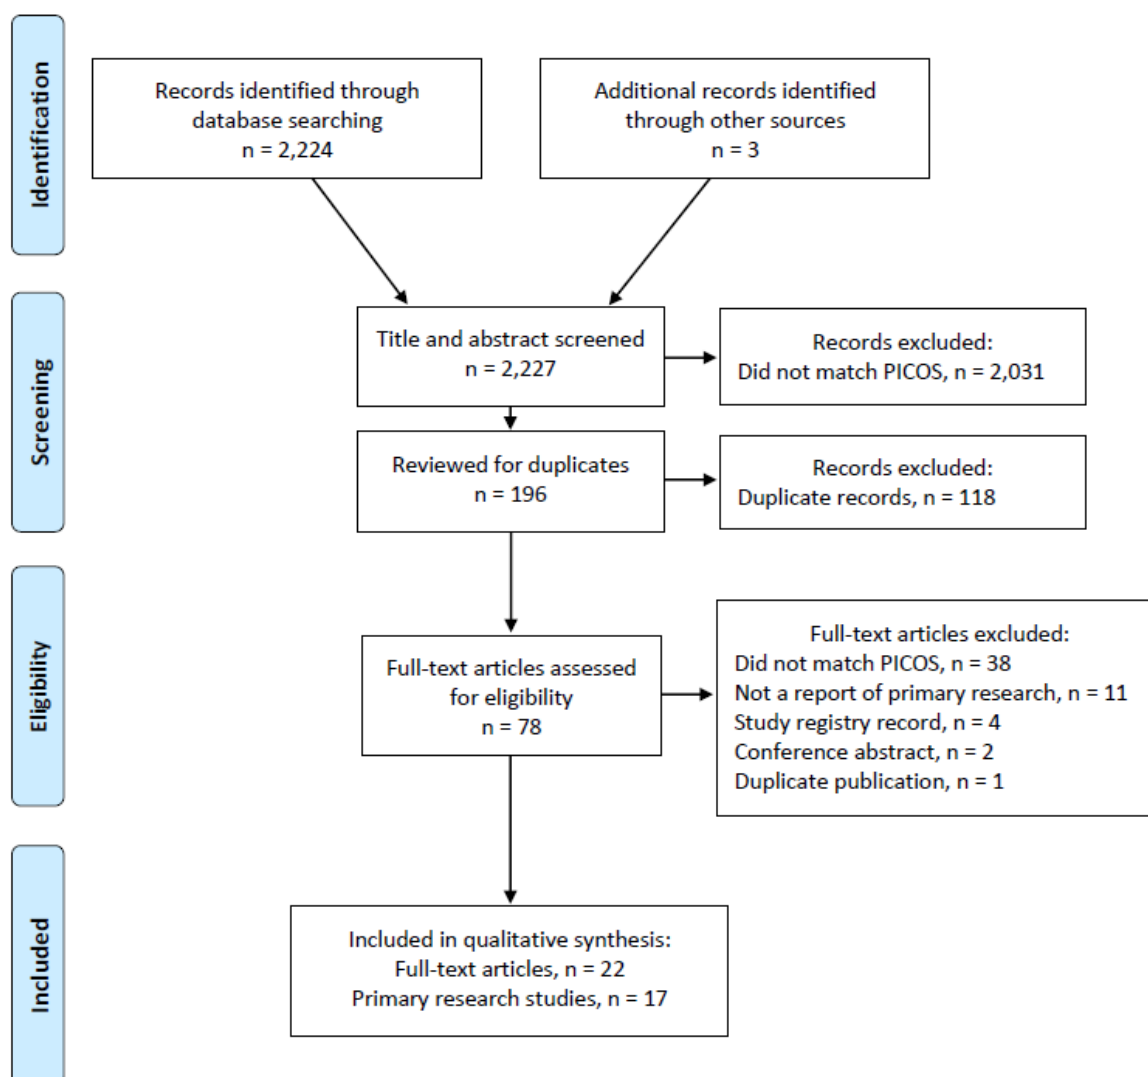 Identification
Records identified through
database searching
n = 2,224
Additional records identified
through other sources
n = 3
Screening
Title and abstract screened
n = 2,227
Records excluded:
Did not match PICOS, n = 2,031
Reviewed for duplicates
n = 196
Records excluded:
Duplicate records, n = 118
Eligibility
Full-text articles assessed
for eligibility
n = 78
Full-text articles excluded:
Did not match PICOS, n = 38
Not a report of primary research, n = 11
Study registry record, n = 4
Conference abstract, n = 2
Duplicate publication, n = 1
Included
Included in qualitative synthesis:
Full-text articles, n = 22
Primary research studies, n = 17